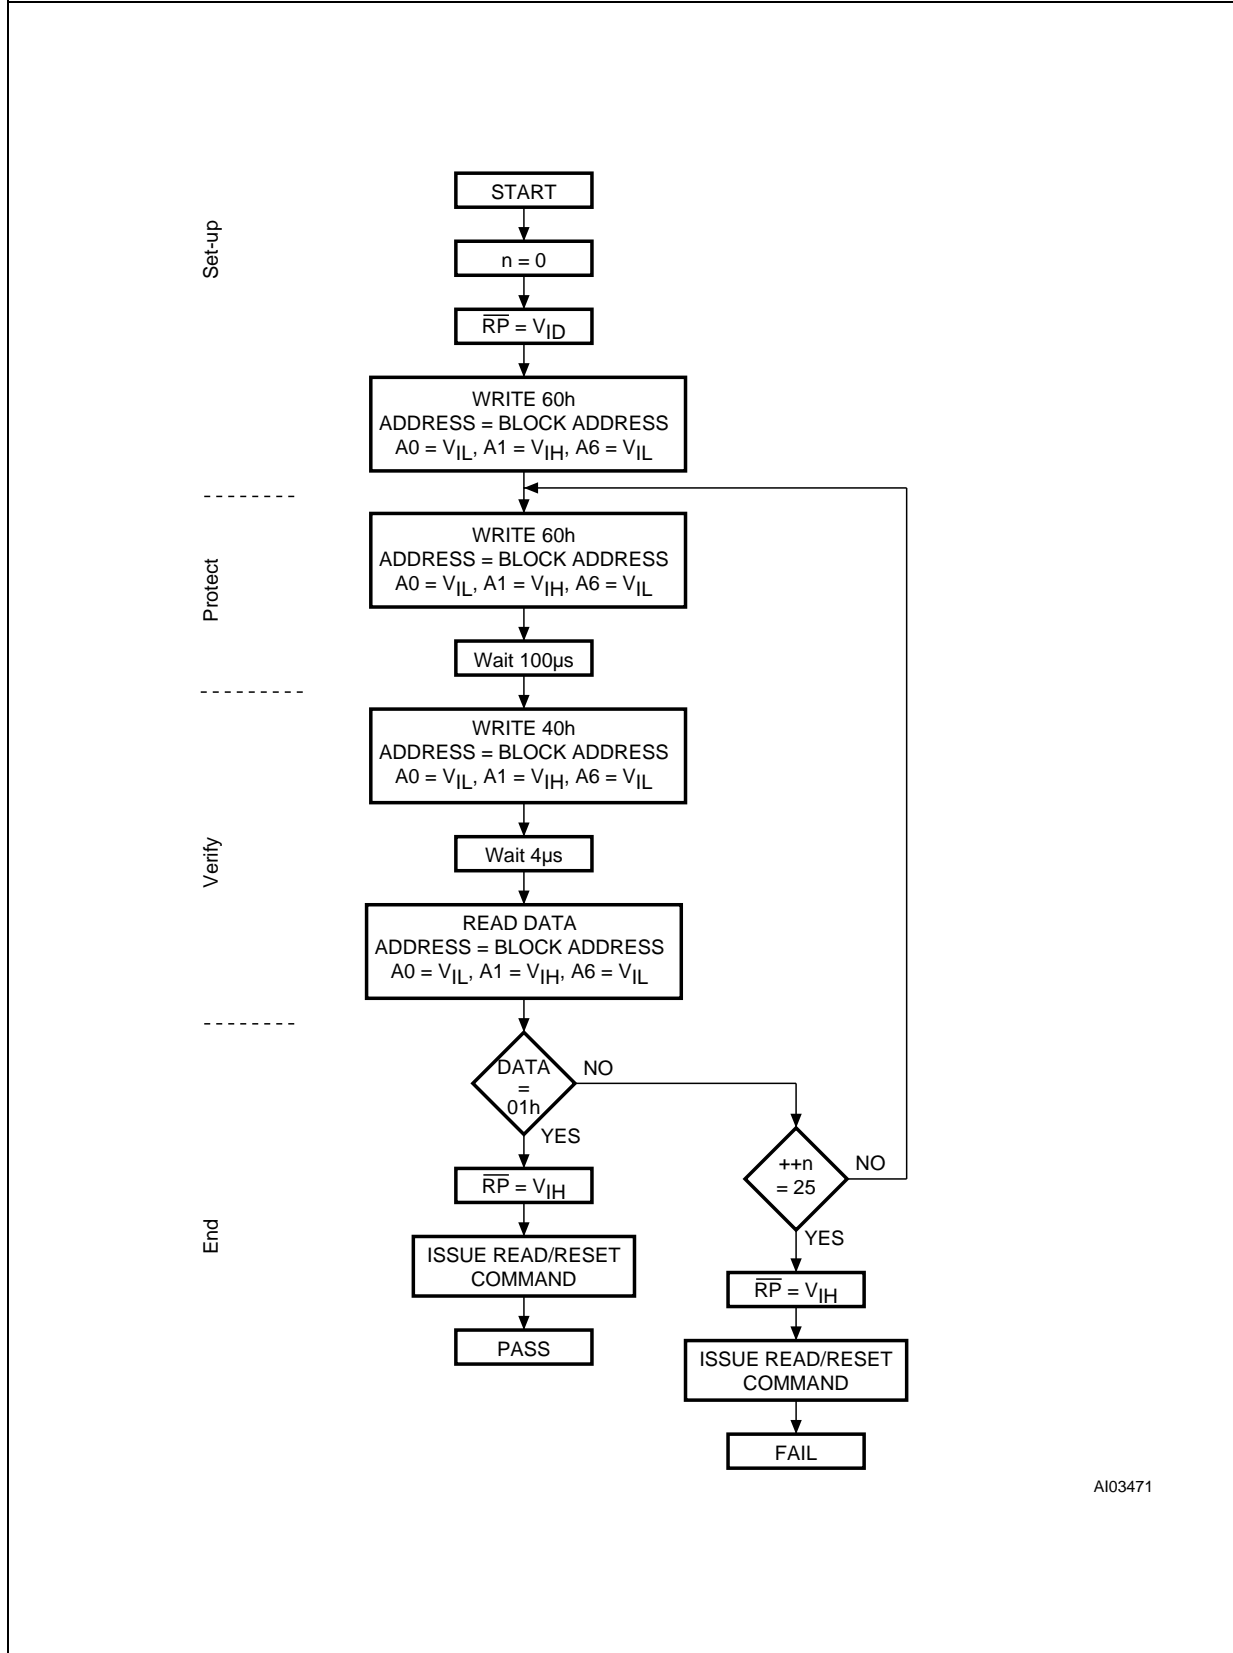 START
Set-up
n = 0
RP = VID
WRITE 60h
ADDRESS = BLOCK ADDRESS
A0 = VIL, A1 = VIH, A6 = VIL
Protect
WRITE 60h
ADDRESS = BLOCK ADDRESS
A0 = VIL, A1 = VIH, A6 = VIL
Wait 100µs
Verify
WRITE 40h
ADDRESS = BLOCK ADDRESS
A0 = VIL, A1 = VIH, A6 = VIL
Wait 4µs
READ DATA
ADDRESS = BLOCK ADDRESS
A0 = VIL, A1 = VIH, A6 = VIL
End
DATA
=
01h
NO
YES
++n
= 25
NO
YES
RP = VIH
ISSUE READ/RESET
COMMAND
PASS
RP = VIH
ISSUE READ/RESET
COMMAND
FAIL
AI03471